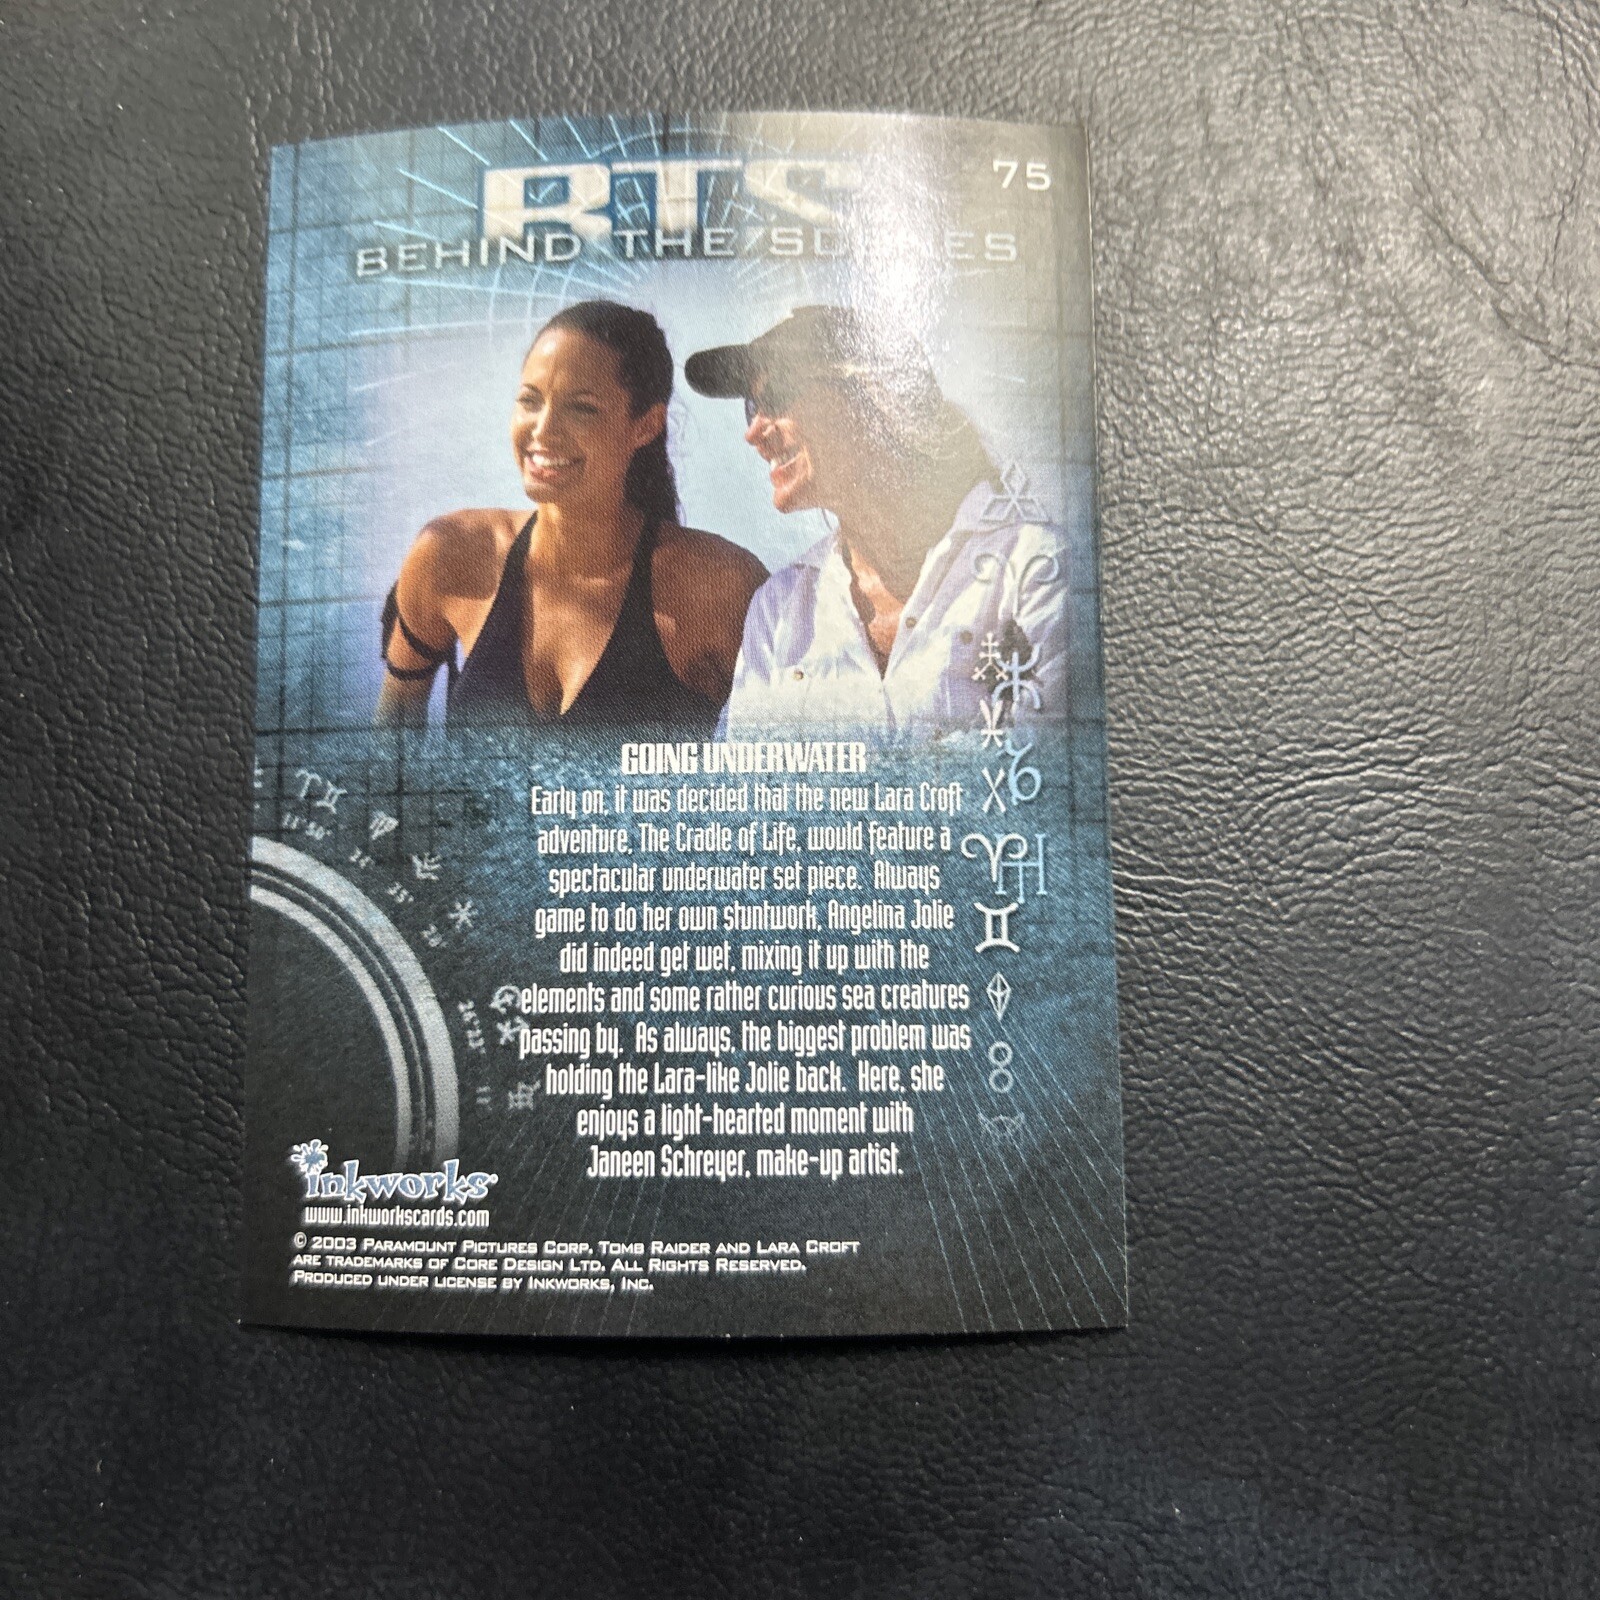 75
BTS
BEHIND THE SCENES
GOING UNDERWATER
Early on, it was decided that the new Lara Croft
adventure, The Cradle of Life, would feature a
spectacular underwater set piece. Always
game to do her own stuntwork, Angelina Jolie
did indeed get wet, mixing it up with the
elements and some rather curious sea creatures
passing by. As always, the biggest problem was
holding the Lara-like Jolie back. Here, she
enjoys a light-hearted moment with
Janeen Schreyer, make-up artist.
inkworks
www.inkworkscards.com
© 2003 Paramount Pictures Corp. Tomb Raider and Lara Croft
are trademarks of Core Design Ltd. All Rights Reserved.
Produced under license by Inkworks, Inc.